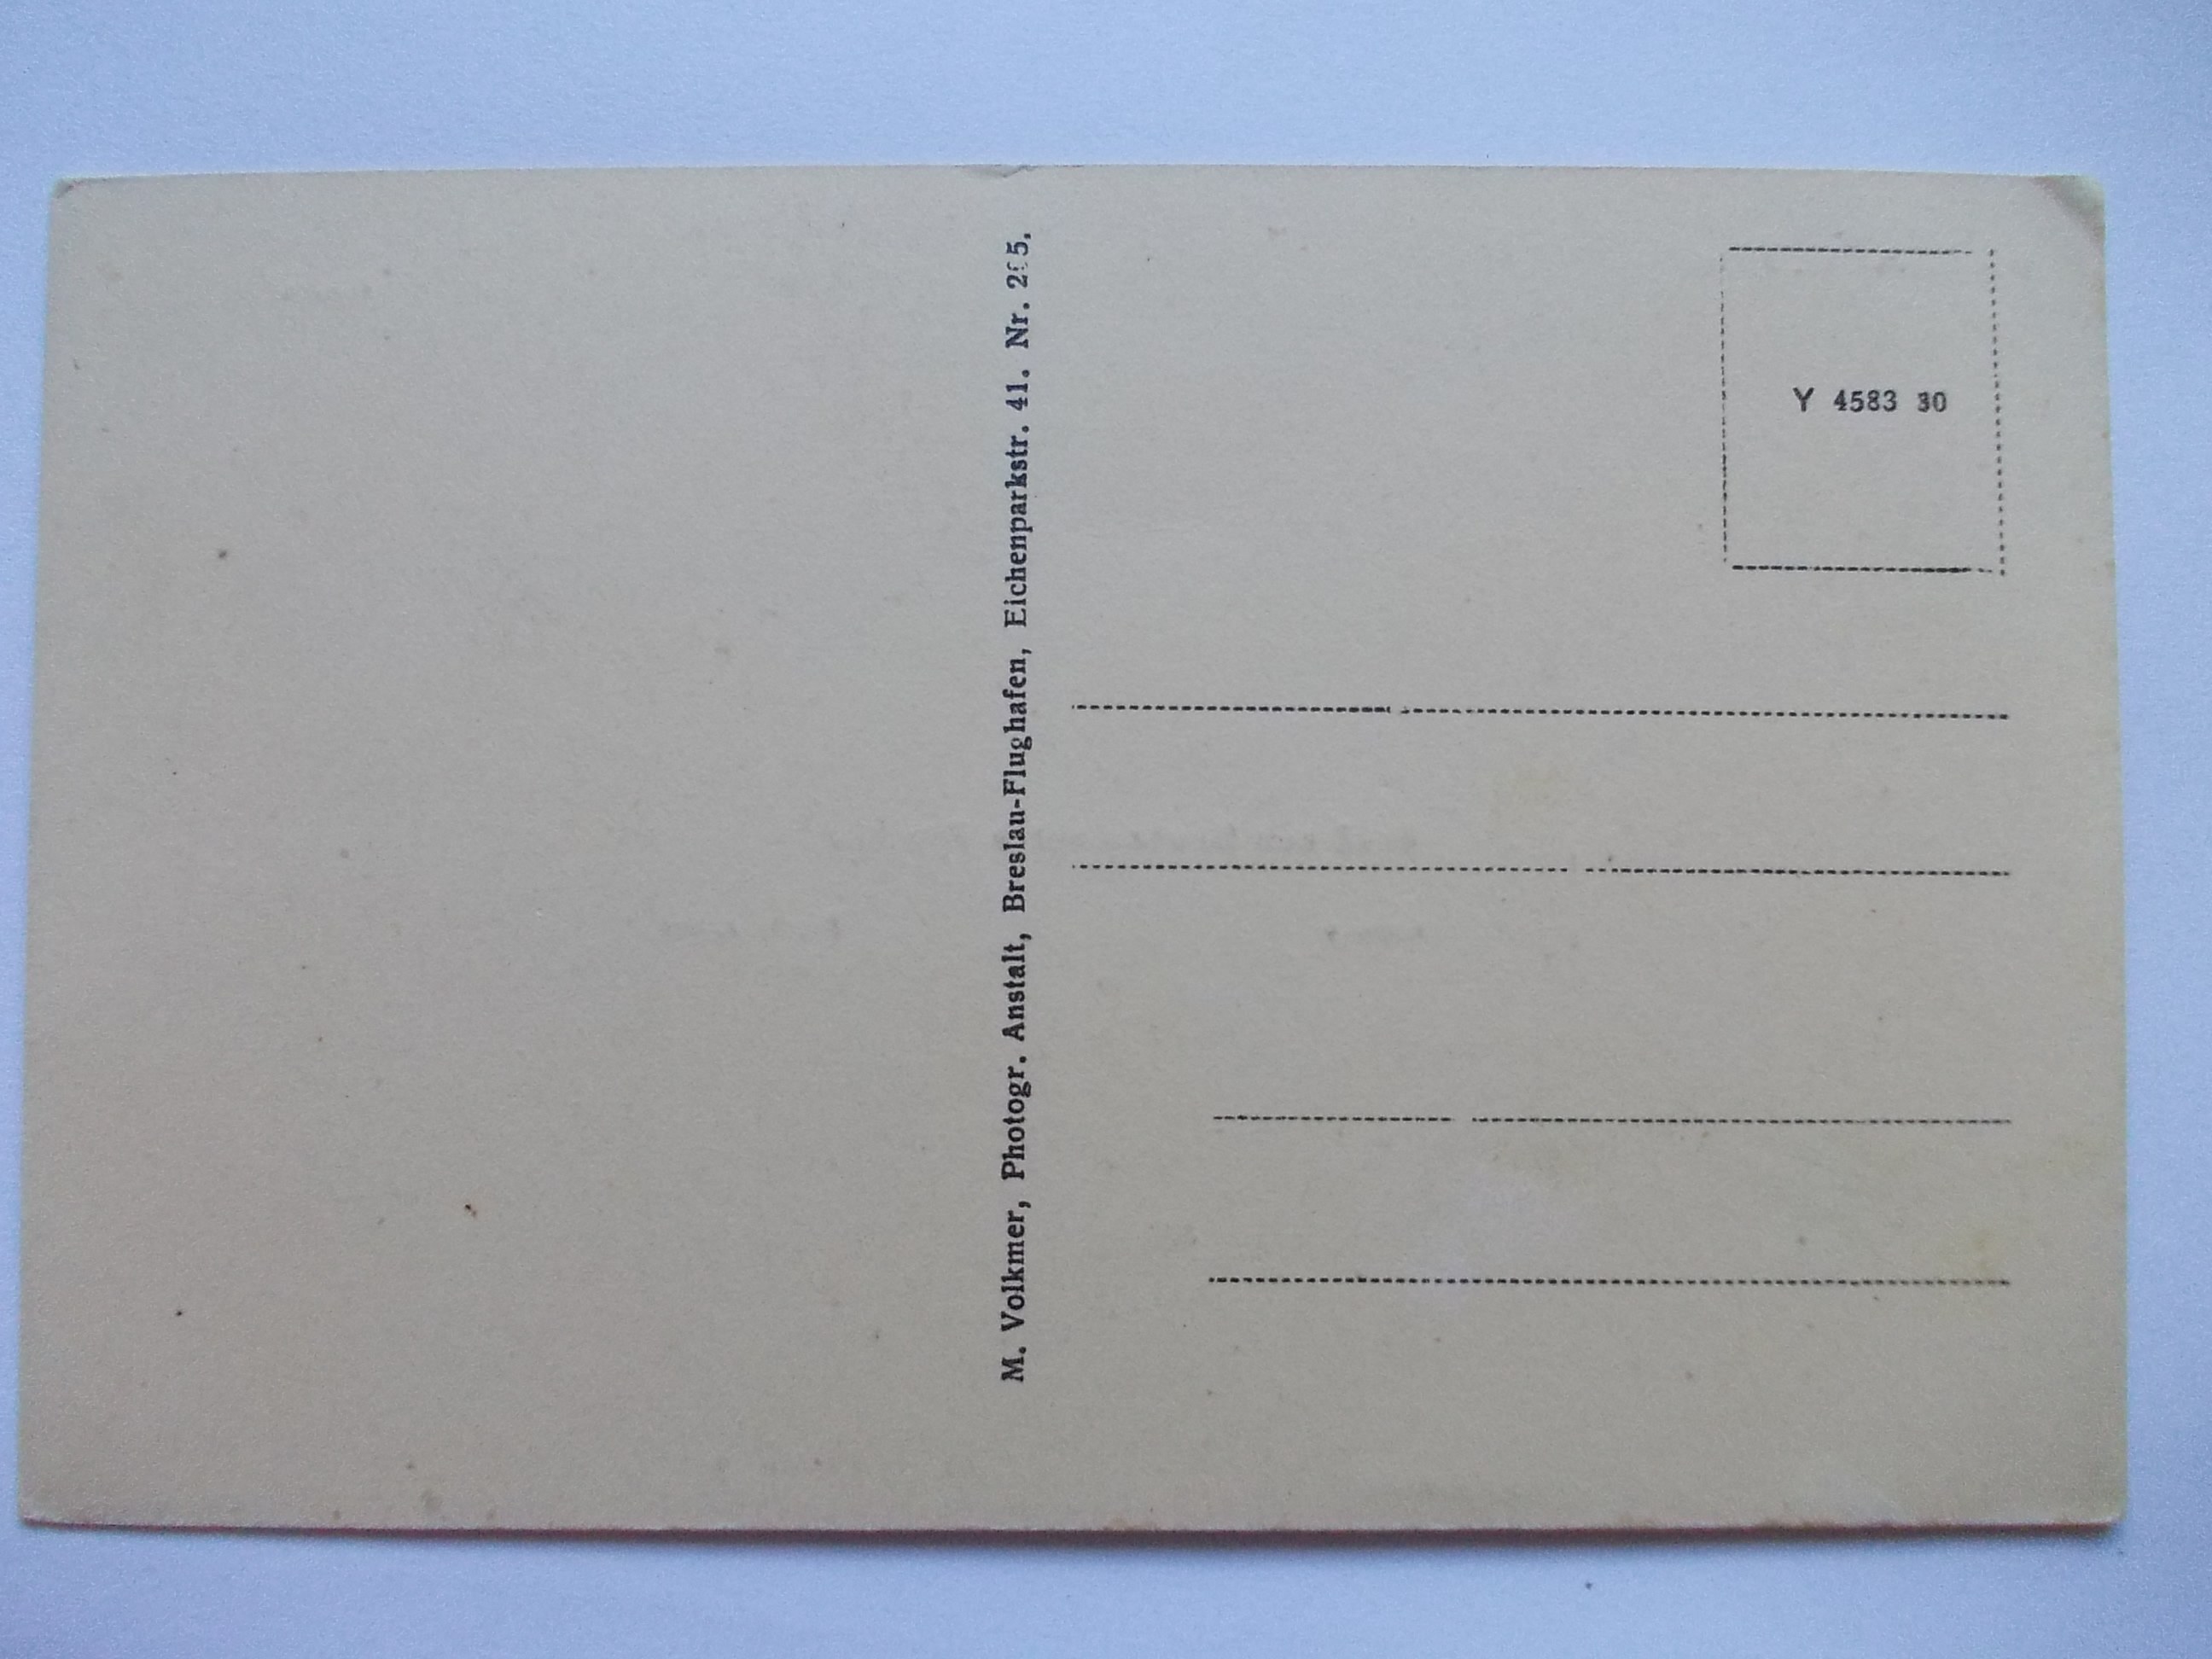 M. Volkmer, Photogr. Anstalt, Breslau-Flughafen, Eichenparkstr. 41. Nr.
Y 4583 30